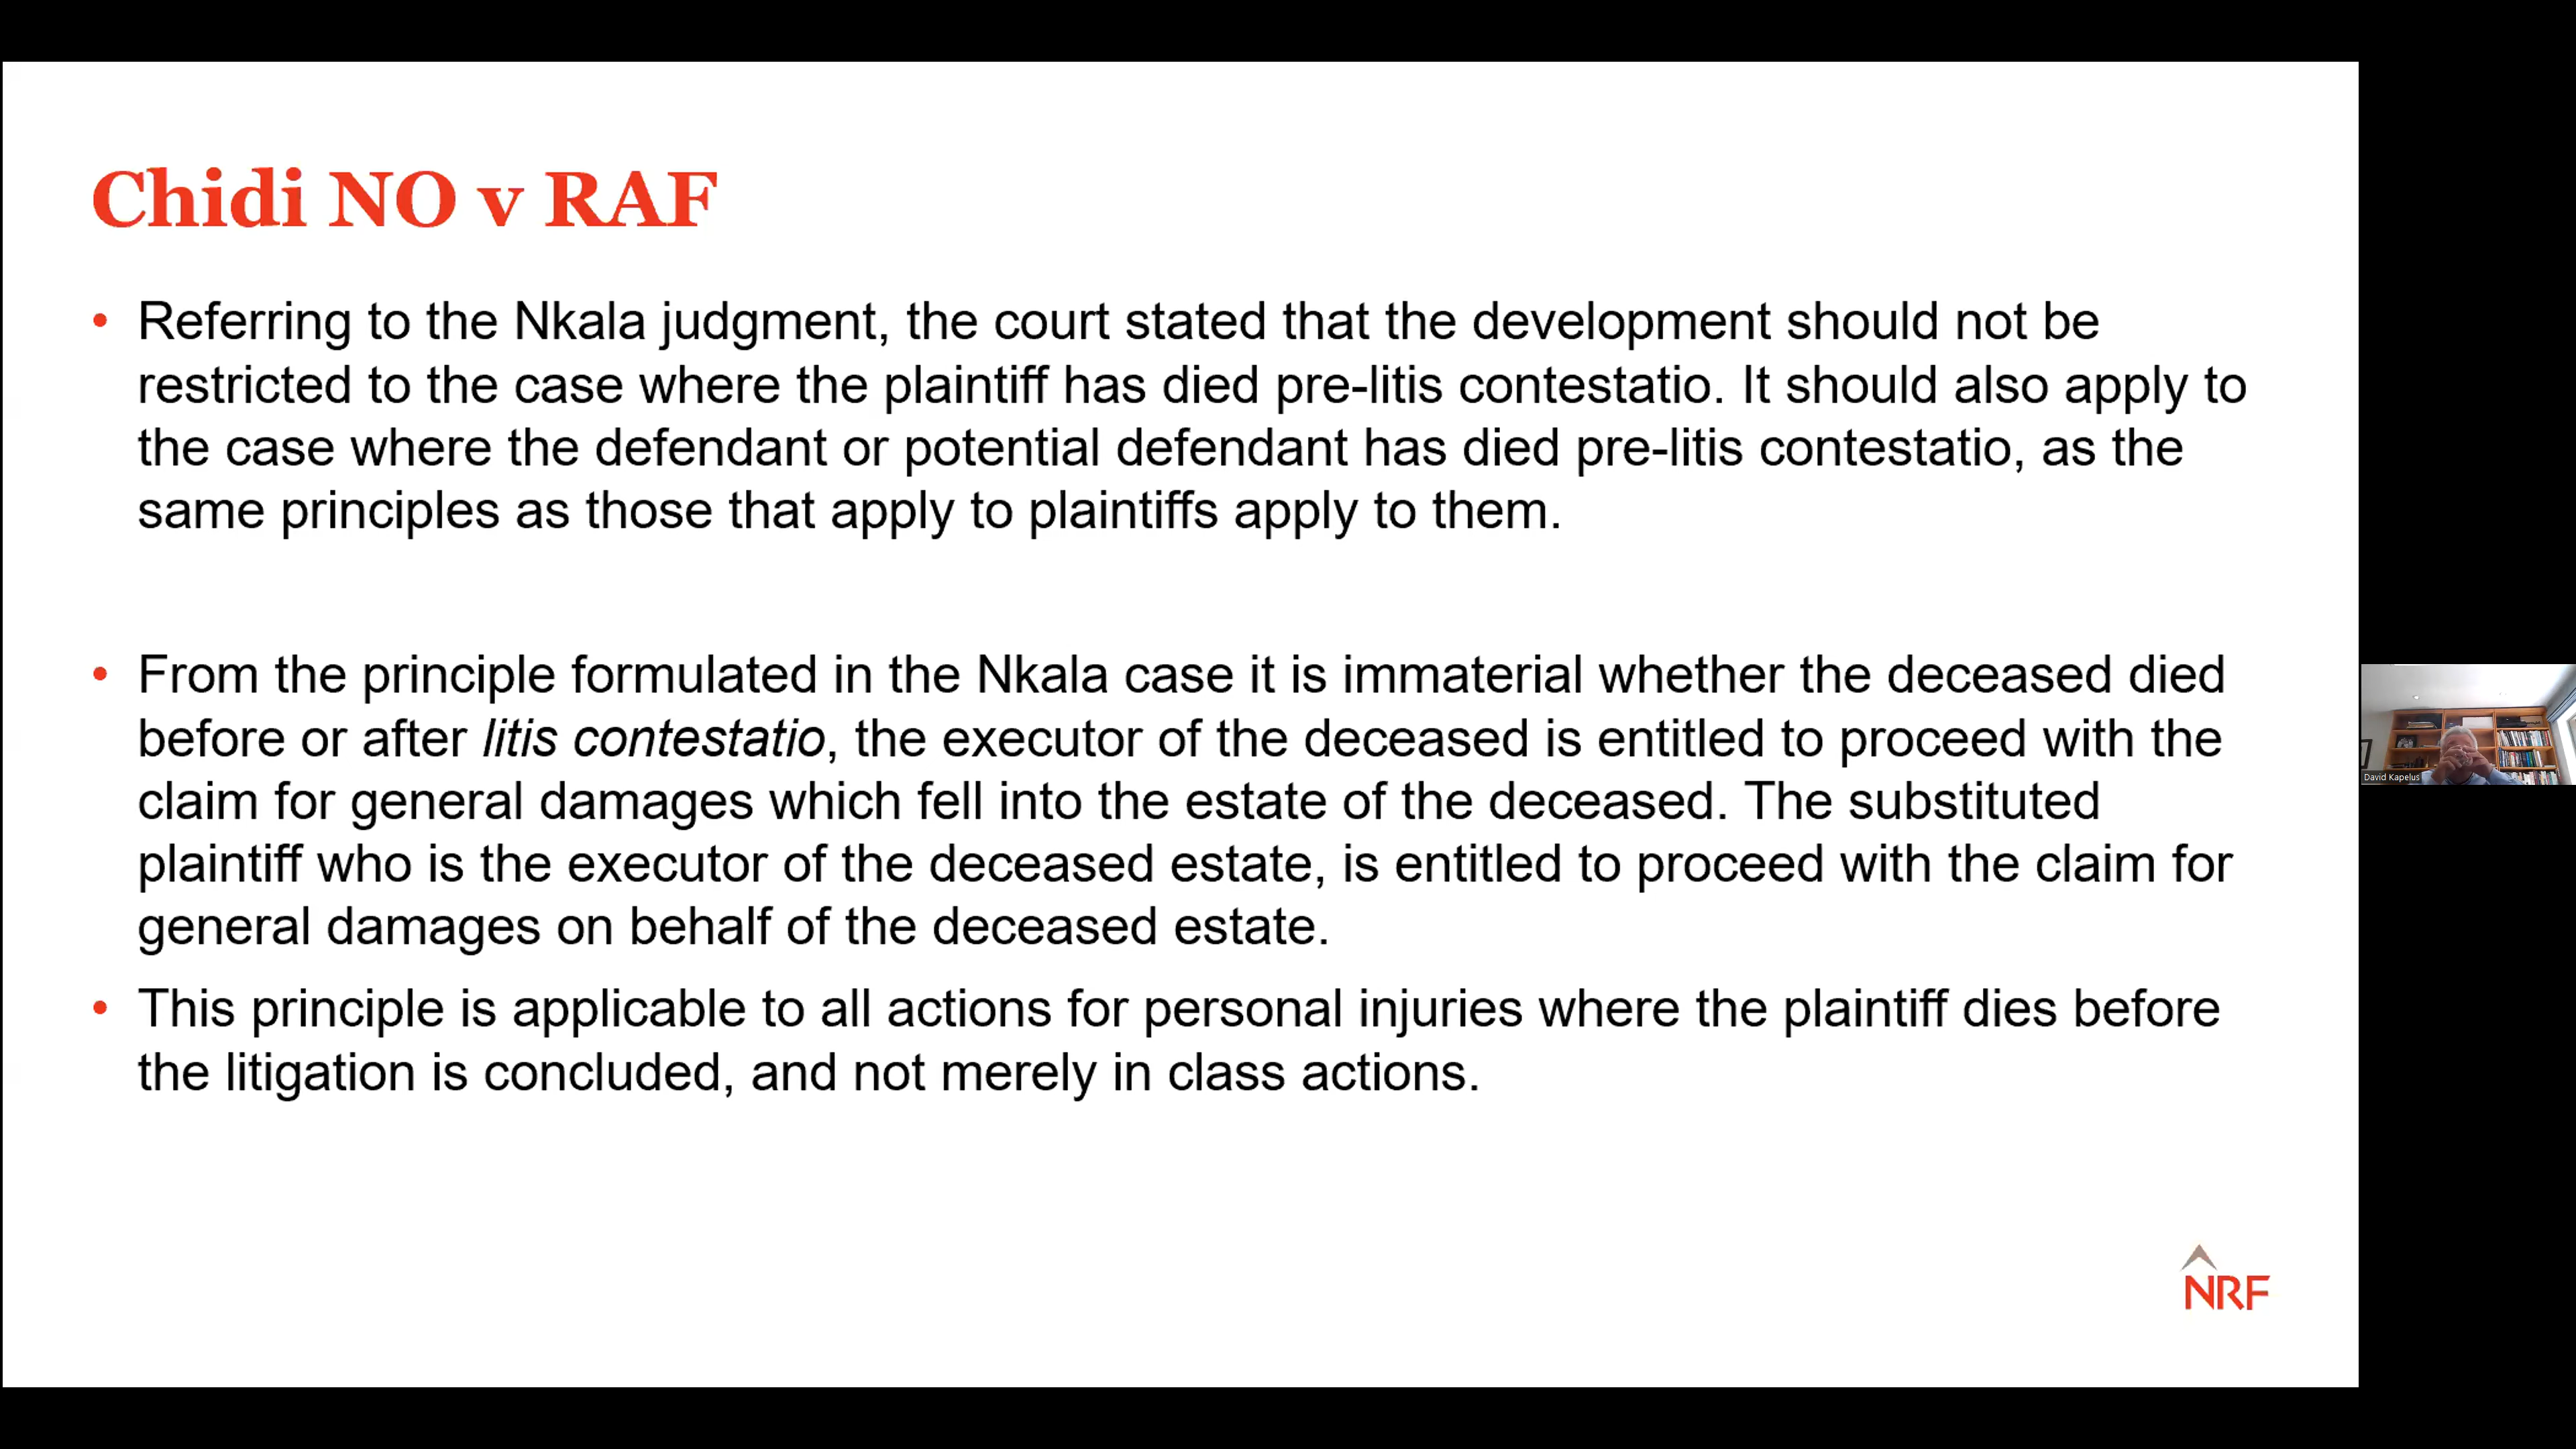 Chidi NO v RAF
• Referring to the Nkala judgment, the court stated that the development should not be
restricted to the case where the plaintiff has died pre-litis contestatio. It should also apply to
the case where the defendant or potential defendant has died pre-litis contestatio, as the
same principles as those that apply to plaintiffs apply to them.
• From the principle formulated in the Nkala case it is immaterial whether the deceased died
before or after litis contestatio, the executor of the deceased is entitled to proceed with the
claim for general damages which fell into the estate of the deceased. The substituted
plaintiff who is the executor of the deceased estate, is entitled to proceed with the claim for
general damages on behalf of the deceased estate.
• This principle is applicable to all actions for personal injuries where the plaintiff dies before
the litigation is concluded, and not merely in class actions.
David Kapelus
NRF